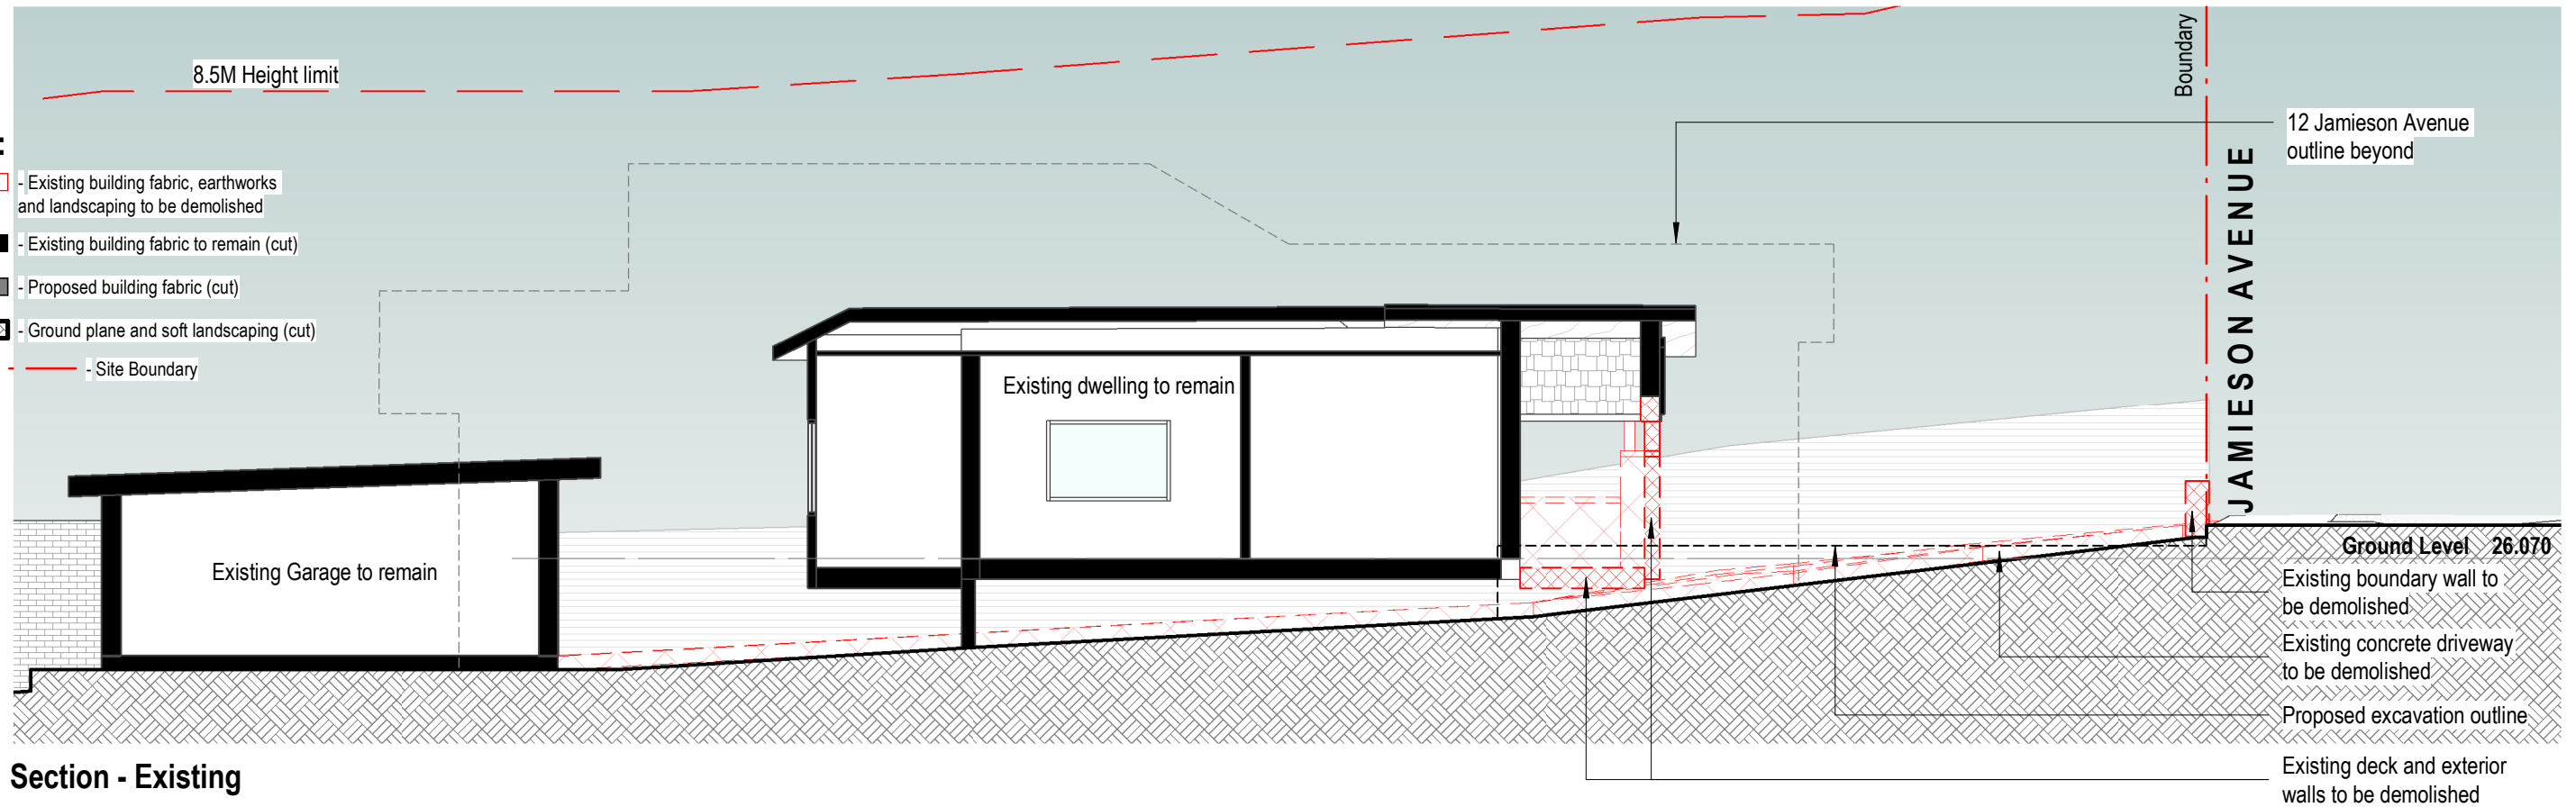 8.5M Height limit
Boundary
12 Jamieson Avenue
outline beyond
JAMIESON AVENUE
:
- Existing building fabric, earthworks
and landscaping to be demolished
- Existing building fabric to remain (cut)
- Proposed building fabric (cut)
- Ground plane and soft landscaping (cut)
- Site Boundary
Existing dwelling to remain
Existing Garage to remain
Ground Level 26.070
Existing boundary wall to
be demolished
Existing concrete driveway
to be demolished
Proposed excavation outline
Existing deck and exterior
walls to be demolished
Section - Existing